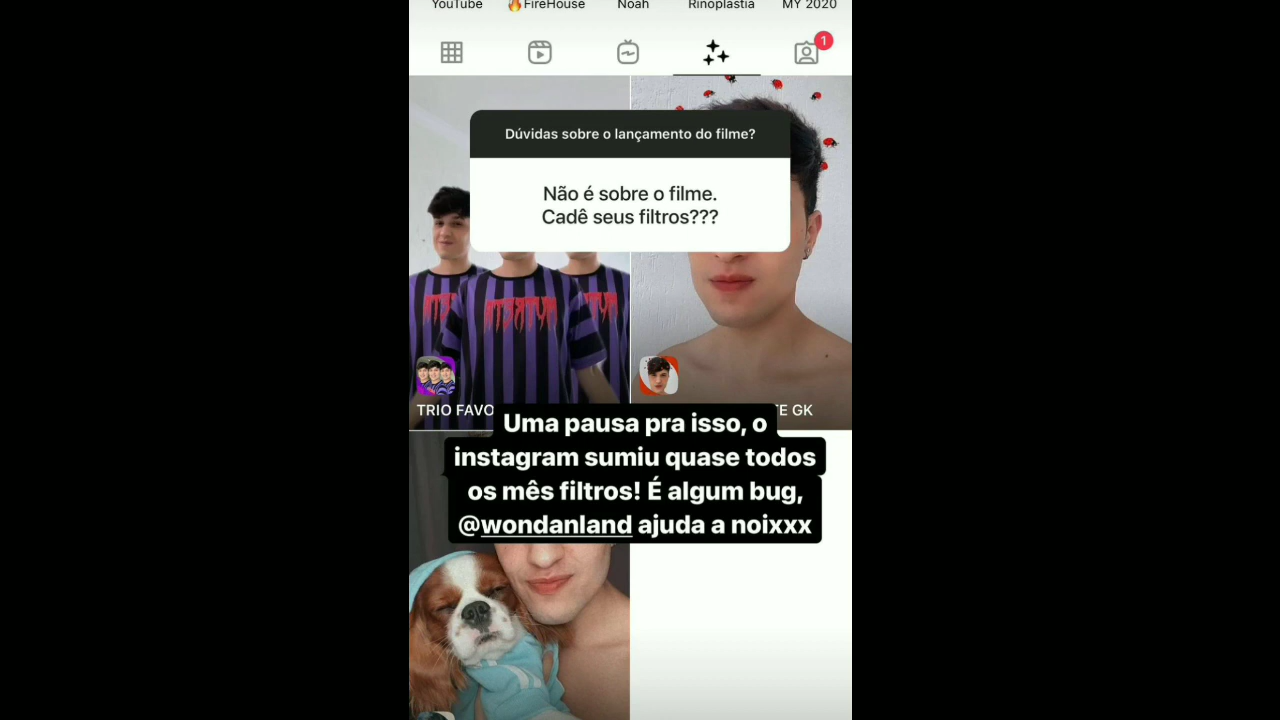 YouTube
🔥FireHouse
Noah
Rinoplastia
MY 2020
1
Dúvidas sobre o lançamento do filme?
Não é sobre o filme.
Cadê seus filtros???
TRIO FAVO
E GK
Uma pausa pra isso, o
instagram sumiu quase todos
os mês filtros! É algum bug,
@wondanland ajuda a noixxx